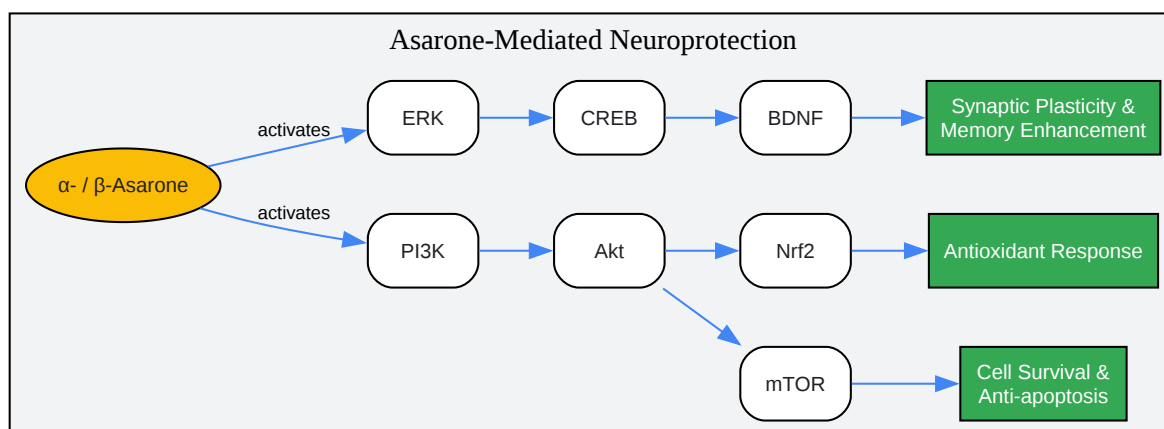 Asarone-Mediated Neuroprotection
α- / β-Asarone
activates
ERK
CREB
BDNF
Synaptic Plasticity &
Memory Enhancement
activates
PI3K
Akt
Nrf2
Antioxidant Response
mTOR
Cell Survival &
Anti-apoptosis